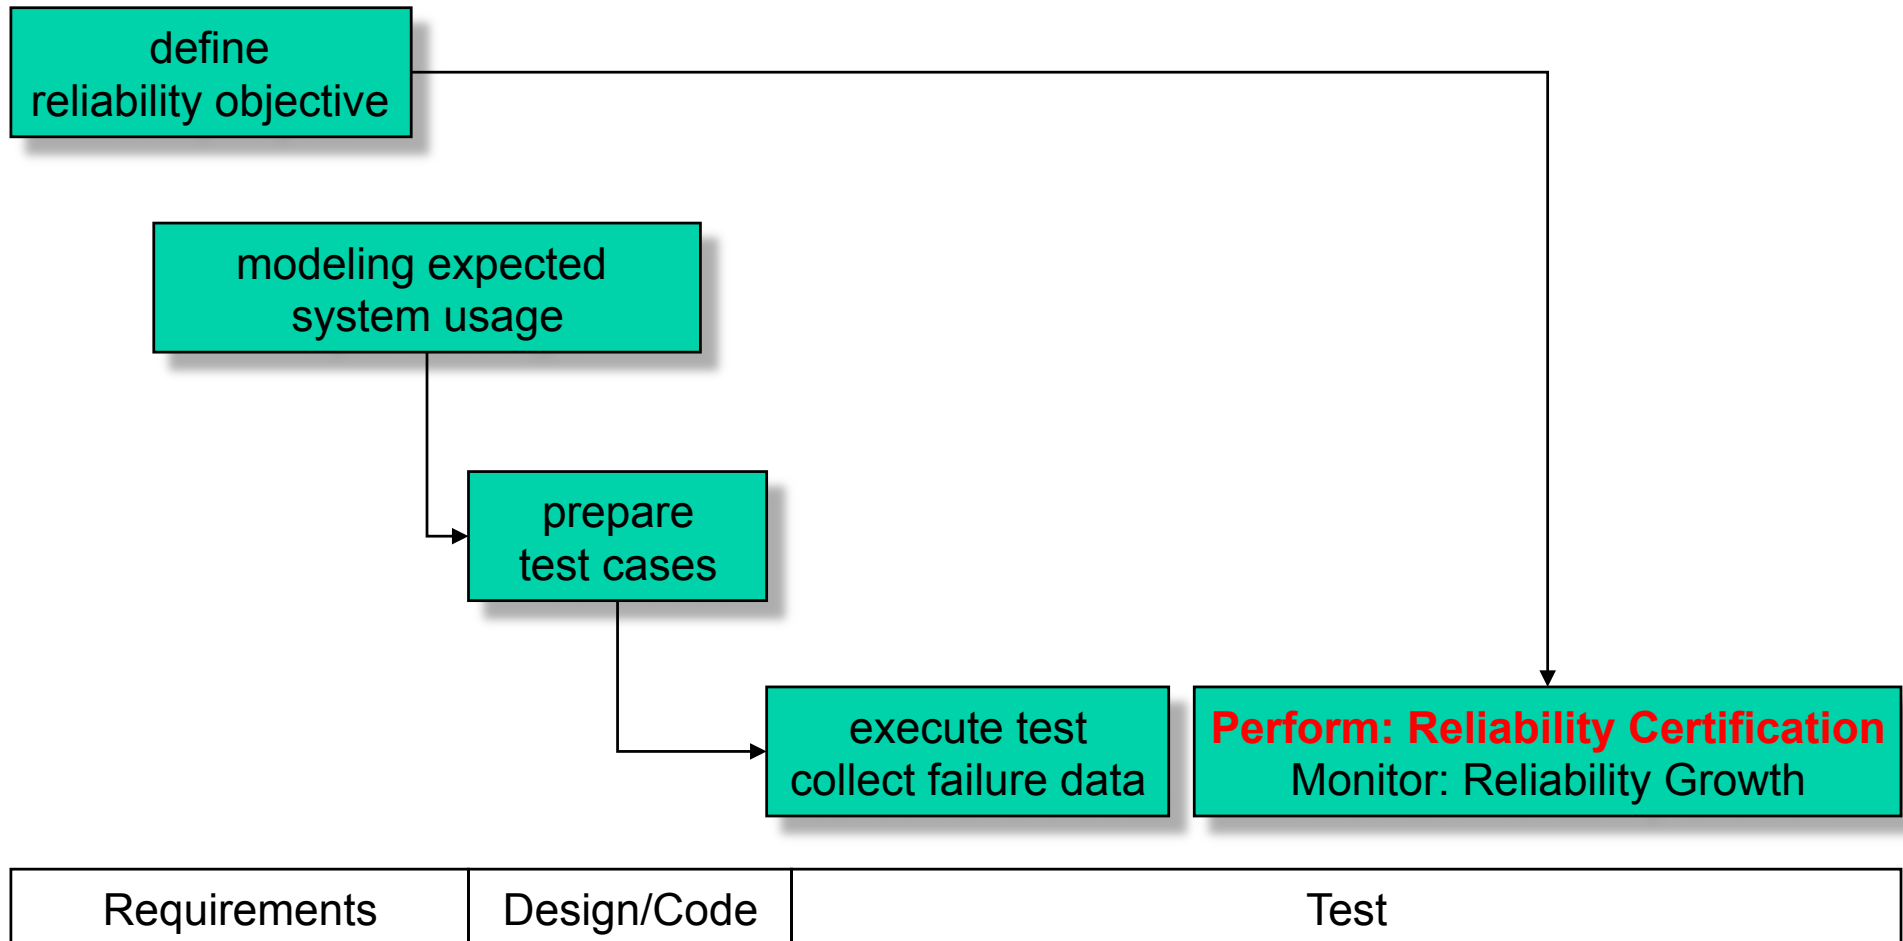 define
reliability objective
modeling expected
system usage
prepare
test cases
execute test
collect failure data
Perform: Reliability Certification
Monitor: Reliability Growth
Requirements
Design/Code
Test